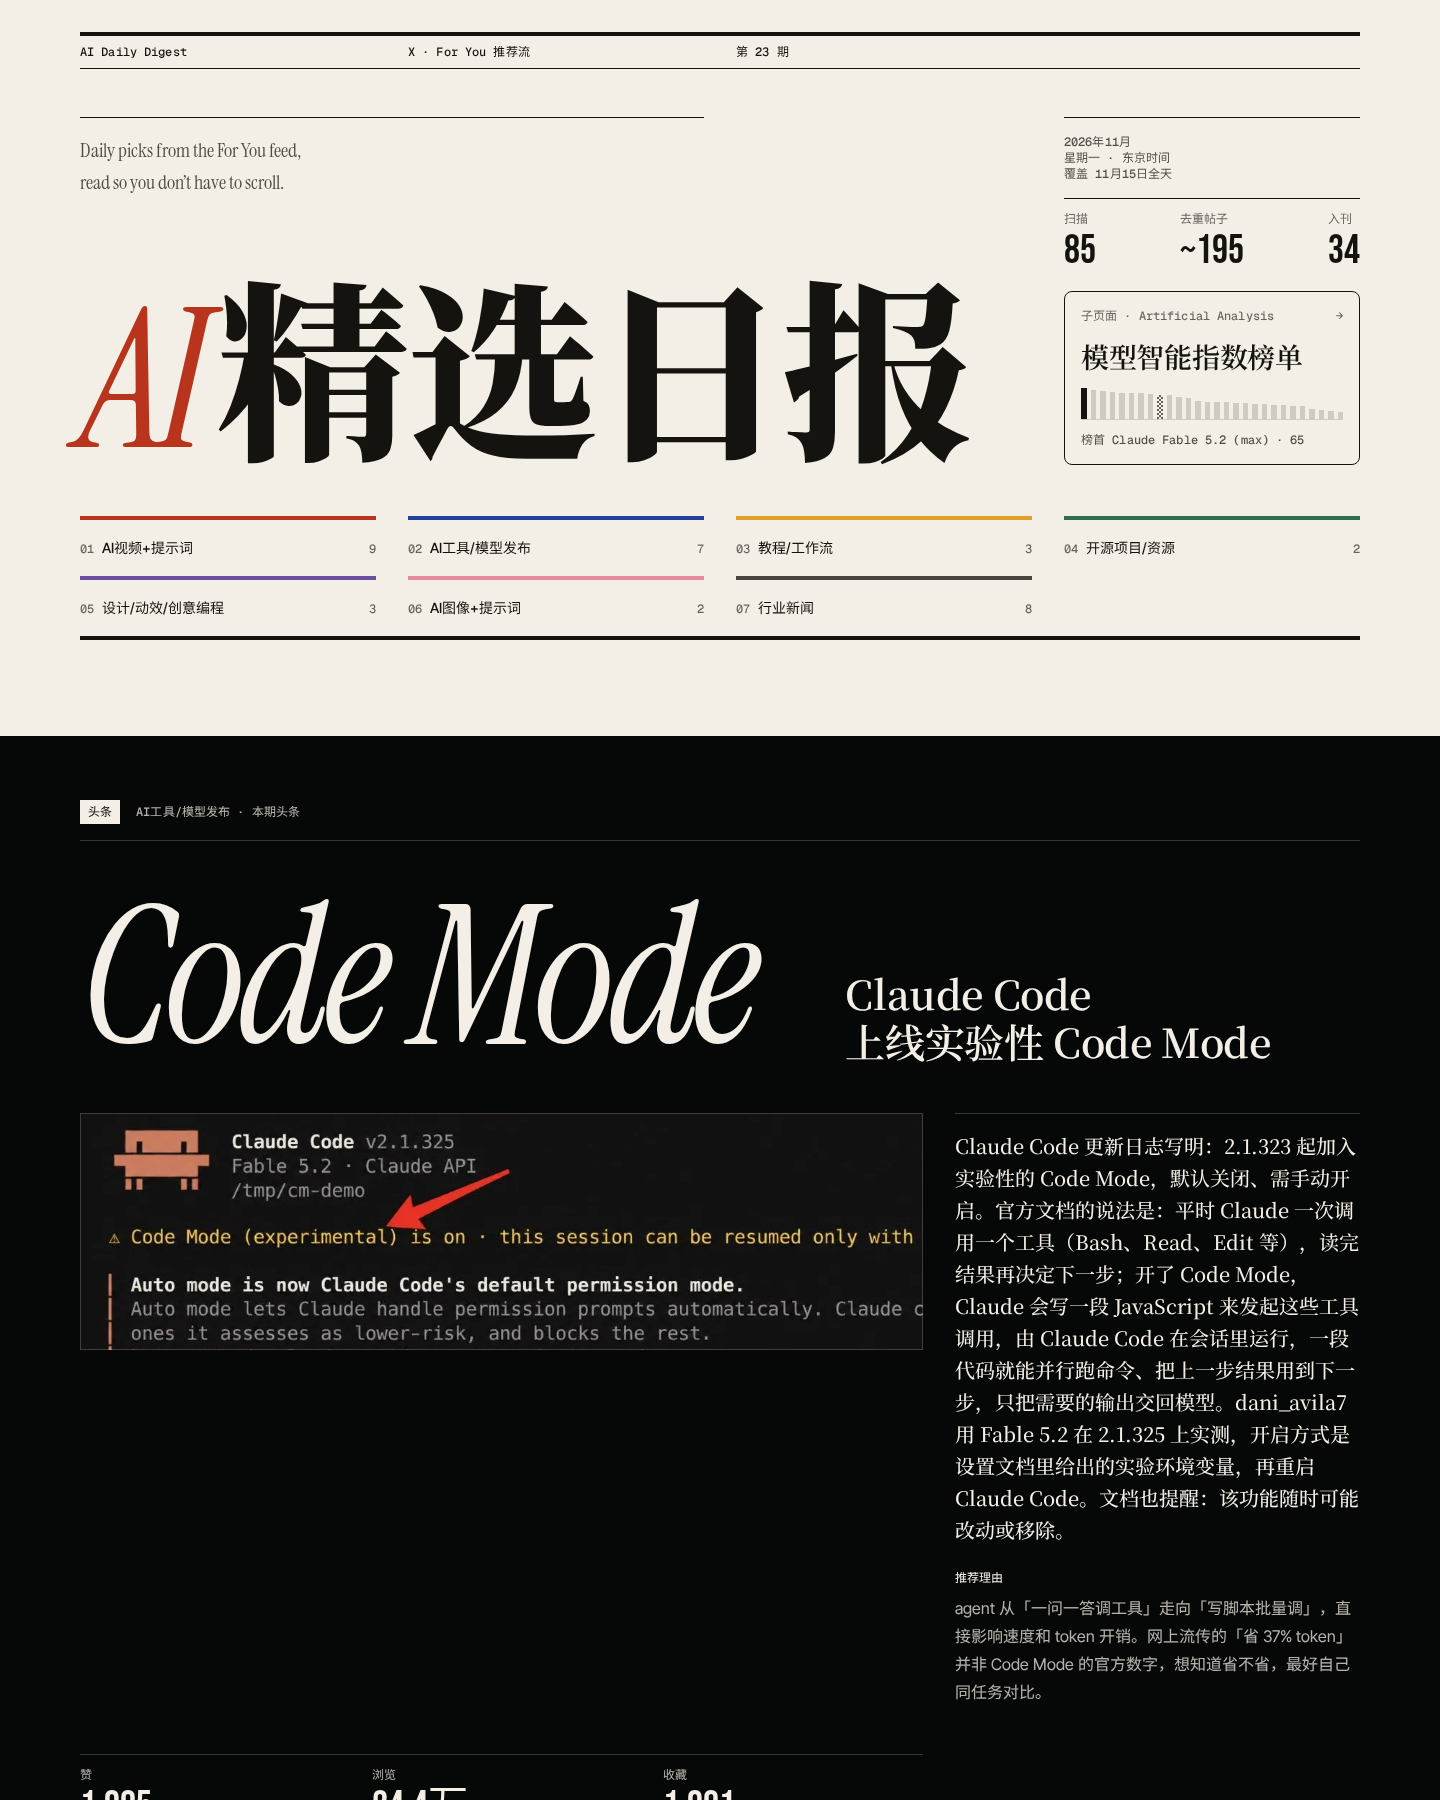 AI Daily Digest
X · For You 推荐流
第 23 期
Daily picks from the For You feed,
read so you don't have to scroll.
2026年11月
星期一 · 东京时间
覆盖 11月15日全天
扫描
去重帖子
入刊
85
~195
34
AI精选日报
子页面 · Artificial Analysis →
模型智能指数榜单
榜首 Claude Fable 5.2 (max) · 65
01 AI视频+提示词 9
02 AI工具/模型发布 7
03 教程/工作流 3
04 开源项目/资源 2
05 设计/动效/创意编程 3
06 AI图像+提示词 2
07 行业新闻 8
头条
AI工具/模型发布 · 本期头条
Code Mode
Claude Code
上线实验性 Code Mode
Claude Code v2.1.325
Fable 5.2 · Claude API
/tmp/cm-demo
⚠ Code Mode (experimental) is on · this session can be resumed only with
Auto mode is now Claude Code's default permission mode.
Auto mode lets Claude handle permission prompts automatically. Claude c
ones it assesses as lower-risk, and blocks the rest.
Claude Code 更新日志写明：2.1.323 起加入
实验性的 Code Mode，默认关闭、需手动开
启。官方文档的说法是：平时 Claude 一次调
用一个工具（Bash、Read、Edit 等），读完
结果再决定下一步；开了 Code Mode，
Claude 会写一段 JavaScript 来发起这些工具
调用，由 Claude Code 在会话里运行，一段
代码就能并行跑命令、把上一步结果用到下一
步，只把需要的输出交回模型。dani_avila7
用 Fable 5.2 在 2.1.325 上实测，开启方式是
设置文档里给出的实验环境变量，再重启
Claude Code。文档也提醒：该功能随时可能
改动或移除。
推荐理由
agent 从「一问一答调工具」走向「写脚本批量调」，直
接影响速度和 token 开销。网上流传的「省 37% token」
并非 Code Mode 的官方数字，想知道省不省，最好自己
同任务对比。
赞
浏览
收藏